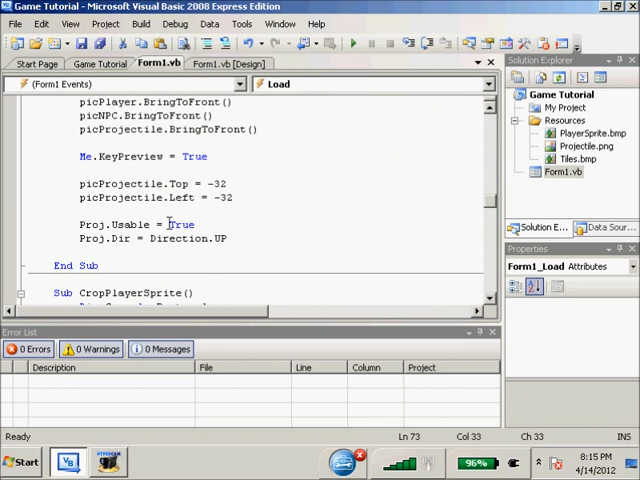 Game Tutorial - Microsoft Visual Basic 2008 Express Edition
File Edit View Project Build Debug Data Tools Window Help
Start Page Game Tutorial Form1.vb Form1.vb [Design]
(Form1 Events) Load
picPlayer.BringToFront()
picNPC.BringToFront()
picProjectile.BringToFront()
Me.KeyPreview = True
picProjectile.Top = -32
picProjectile.Left = -32
Proj.Usable = True
Proj.Dir = Direction.UP
End Sub
Sub CropPlayerSprite()
Solution Explorer
Game Tutorial
My Project
Resources
PlayerSprite.png
Projectile.png
Tiles.bmp
Form1.vb
Solution E... Data Sour...
Properties
Form1_Load Attributes
Error List
0 Errors 0 Warnings 0 Messages
Description File Line Column Project
Ready Ln 73 Col 33 Ch 33
Start VB HYPERCAM 96% 8:15 PM
4/14/2012